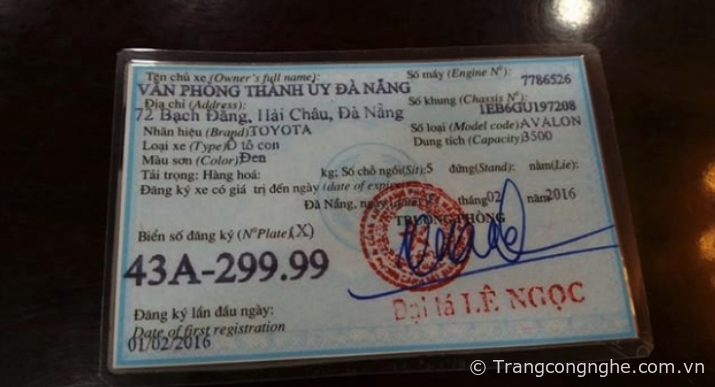 Tên chủ xe (Owner's full name):
VĂN PHÒNG THÀNH ỦY ĐÀ NẴNG
Số máy (Engine Nº): 7786526
Địa chỉ (Address):
72 Bạch Đằng, Hải Châu, Đà Nẵng
Số khung (Chassis Nº):
1EB6GU197208
Nhãn hiệu (Brand) TOYOTA
Số loại (Model code) AVALON
Loại xe (Type) Ô tô con
Dung tích (Capacity) 3500
Màu sơn (Color) Đen
Tải trọng: Hàng hoá: kg; Số chỗ ngồi (Sit): 5 đứng (Stand): nằm (Lie):
Đăng ký xe có giá trị đến ngày (date of
Đà Nẵng, ngày tháng 02 năm 2016
TRƯỞNG PHÒNG
Biển số đăng ký (Nº Plate) (X)
43A-299.99
Đại tá LÊ NGỌC
Đăng ký lần đầu ngày:
Date of first registration
01/02/2016
© Trangcongnghe.com.vn